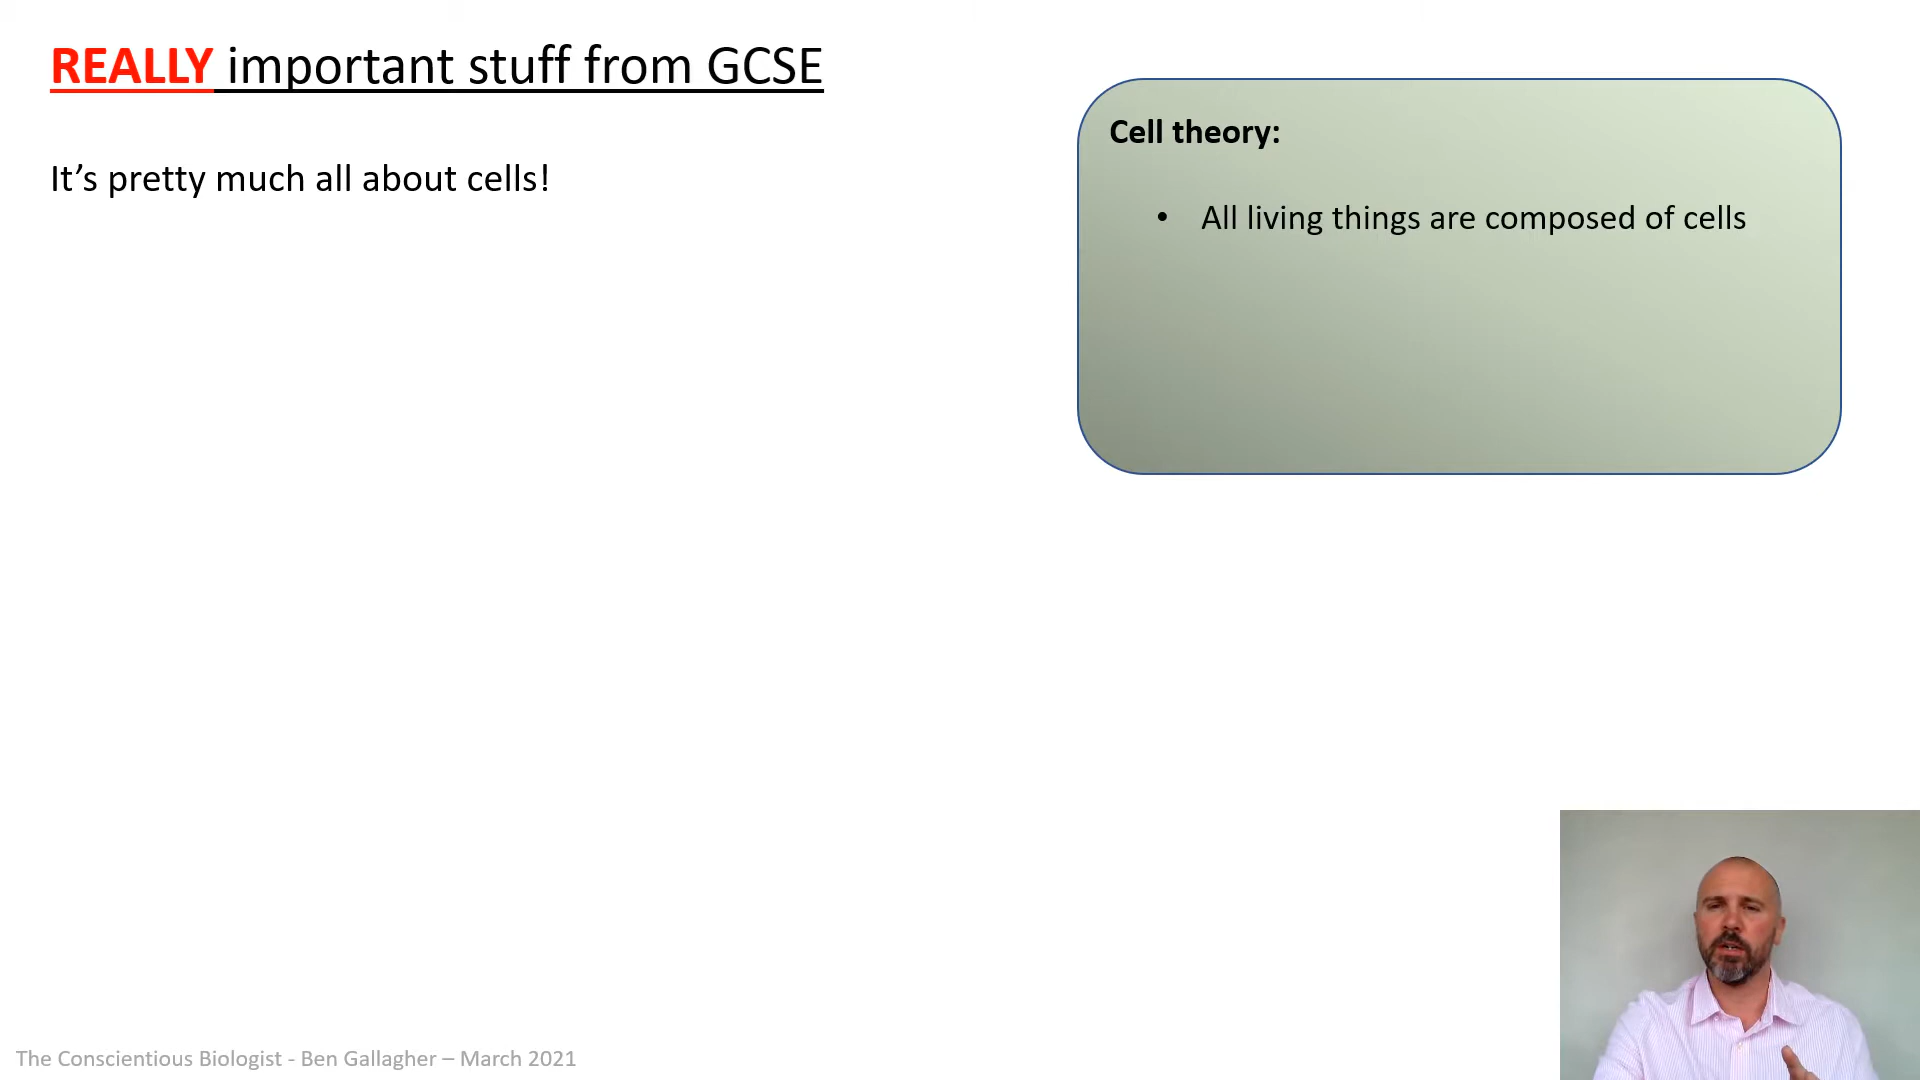 REALLY important stuff from GCSE
It’s pretty much all about cells!
Cell theory:
• All living things are composed of cells
The Conscientious Biologist - Ben Gallagher – March 2021